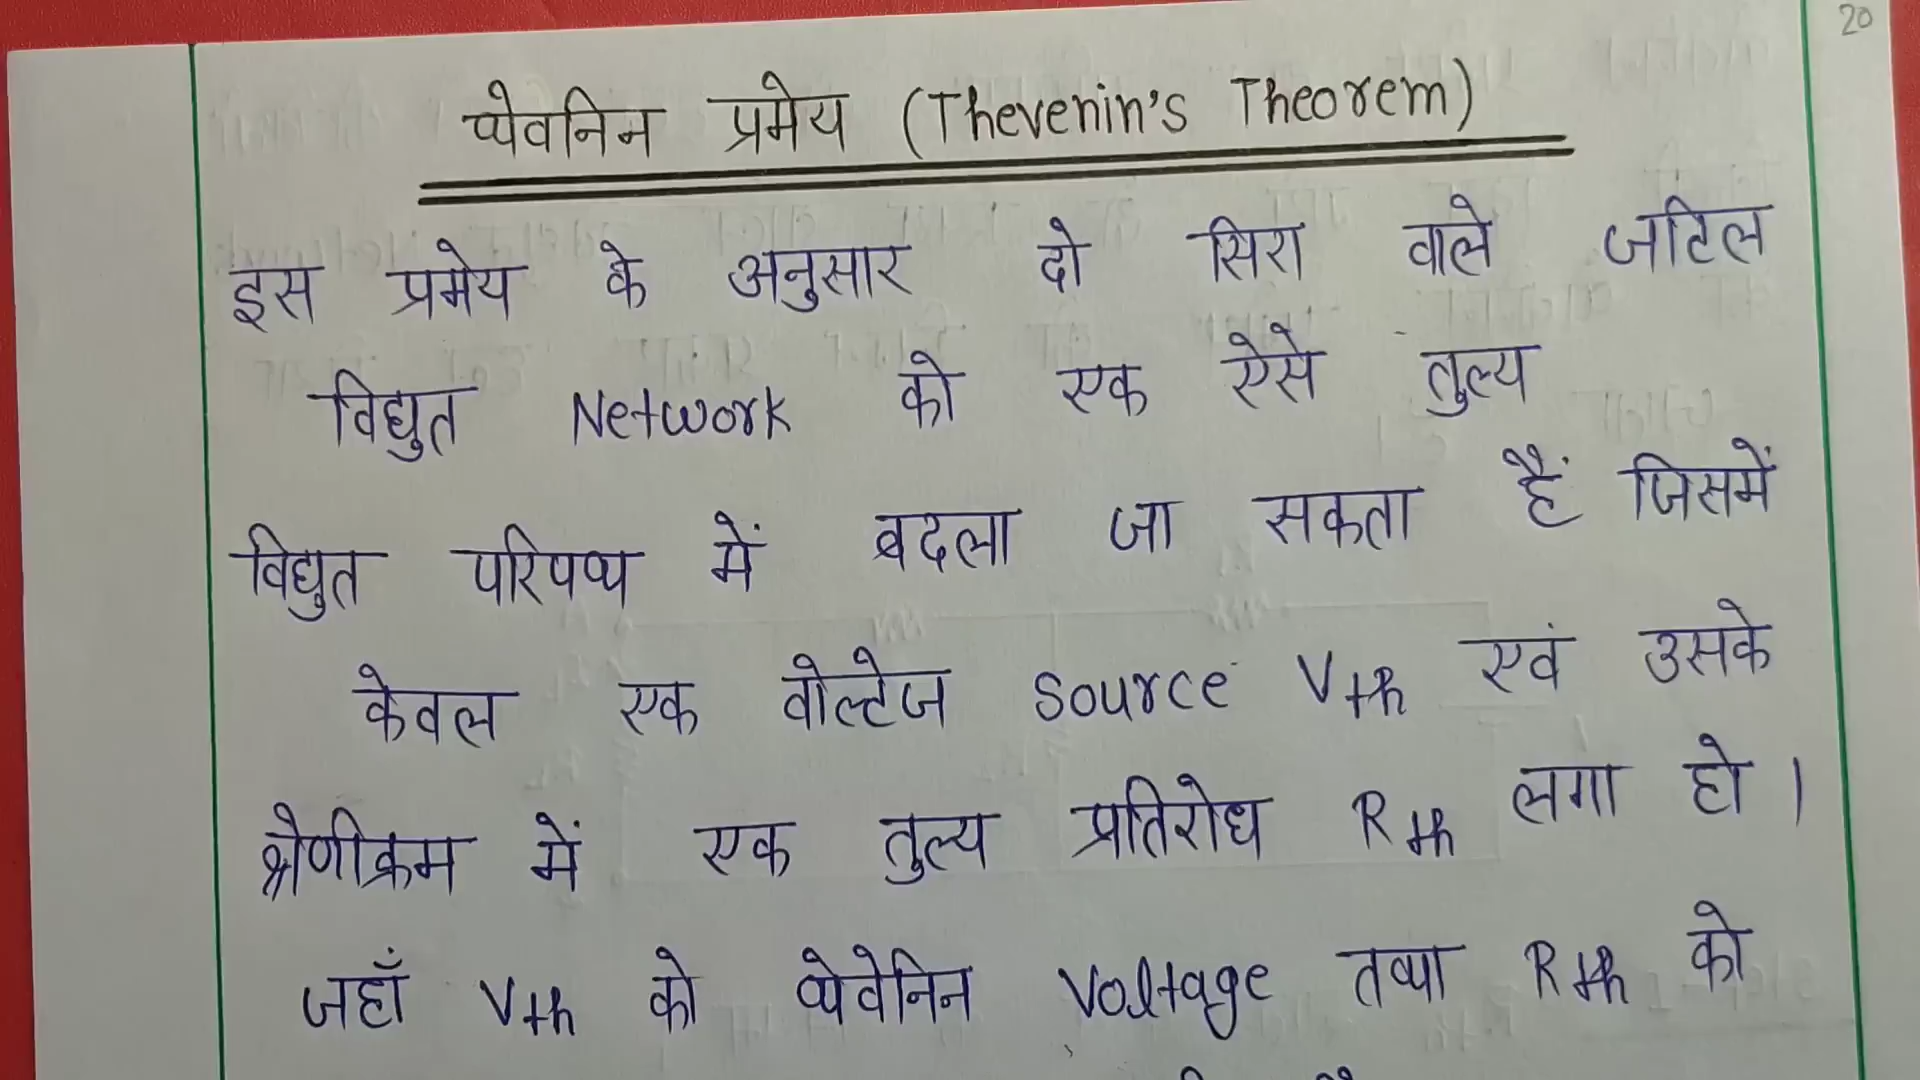 20
थेवनिन प्रमेय (Thevenin's Theorem)
इस प्रमेय के अनुसार दो सिरा वाले जटिल
विद्युत Network को एक ऐसे तुल्य
विद्युत परिपथ में बदला जा सकता हैं जिसमें
केवल एक वोल्टेज Source Vth एवं उसके
श्रेणीक्रम में एक तुल्य प्रतिरोध Rth लगा हो।
जहाँ Vth को थेवेनिन Voltage तथा Rth को